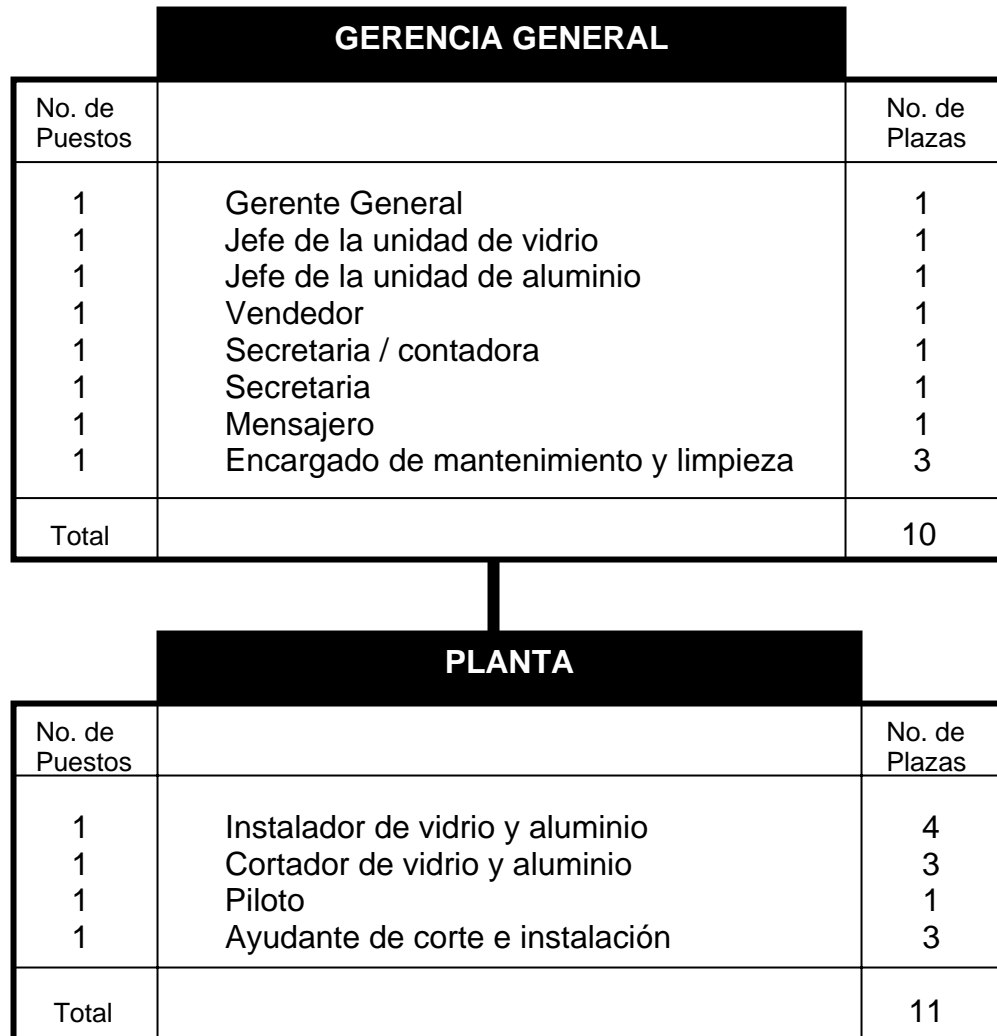 GERENCIA GENERAL
No. de Puestos No. de Plazas
1 Gerente General 1
1 Jefe de la unidad de vidrio 1
1 Jefe de la unidad de aluminio 1
1 Vendedor 1
1 Secretaria / contadora 1
1 Secretaria 1
1 Mensajero 1
1 Encargado de mantenimiento y limpieza 3
Total 10
PLANTA
No. de Puestos No. de Plazas
1 Instalador de vidrio y aluminio 4
1 Cortador de vidrio y aluminio 3
1 Piloto 1
1 Ayudante de corte e instalación 3
Total 11